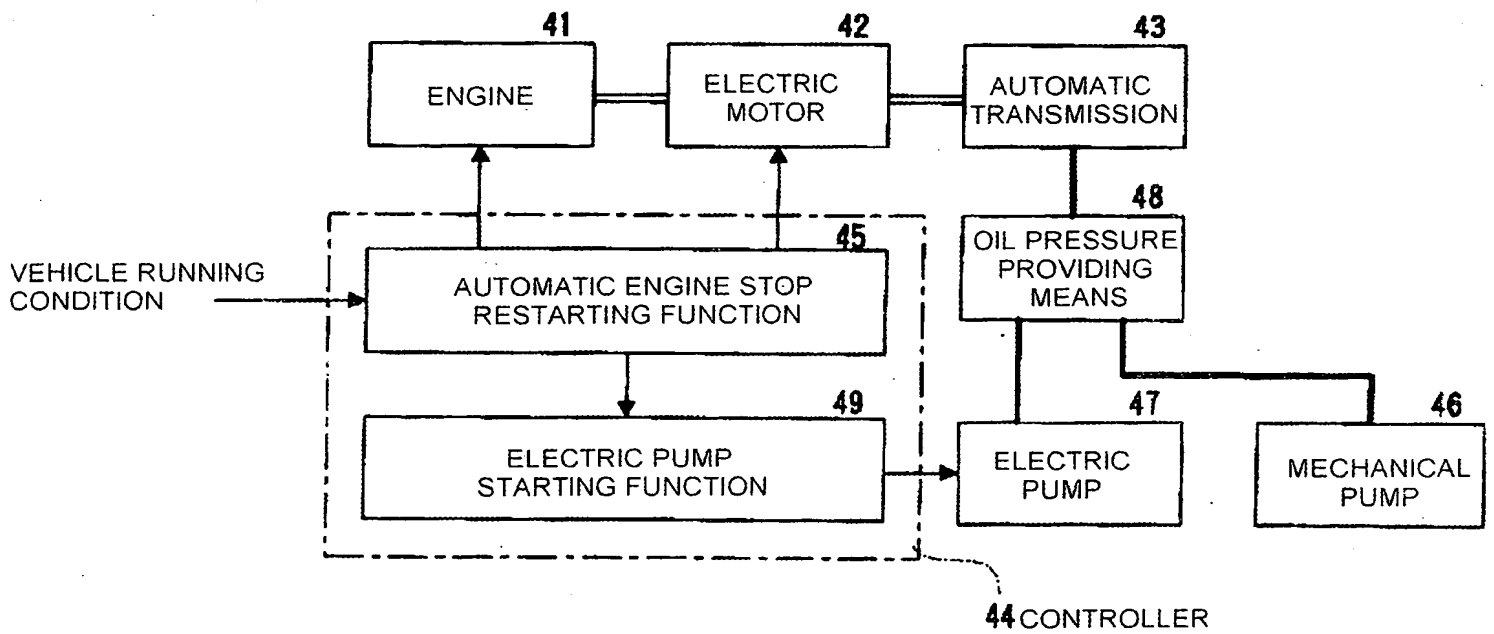 41
ENGINE
42
ELECTRIC
MOTOR
43
AUTOMATIC
TRANSMISSION
48
OIL PRESSURE
PROVIDING
MEANS
VEHICLE RUNNING
CONDITION
45
AUTOMATIC ENGINE STOP
RESTARTING FUNCTION
49
ELECTRIC PUMP
STARTING FUNCTION
47
ELECTRIC
PUMP
46
MECHANICAL
PUMP
44 CONTROLLER